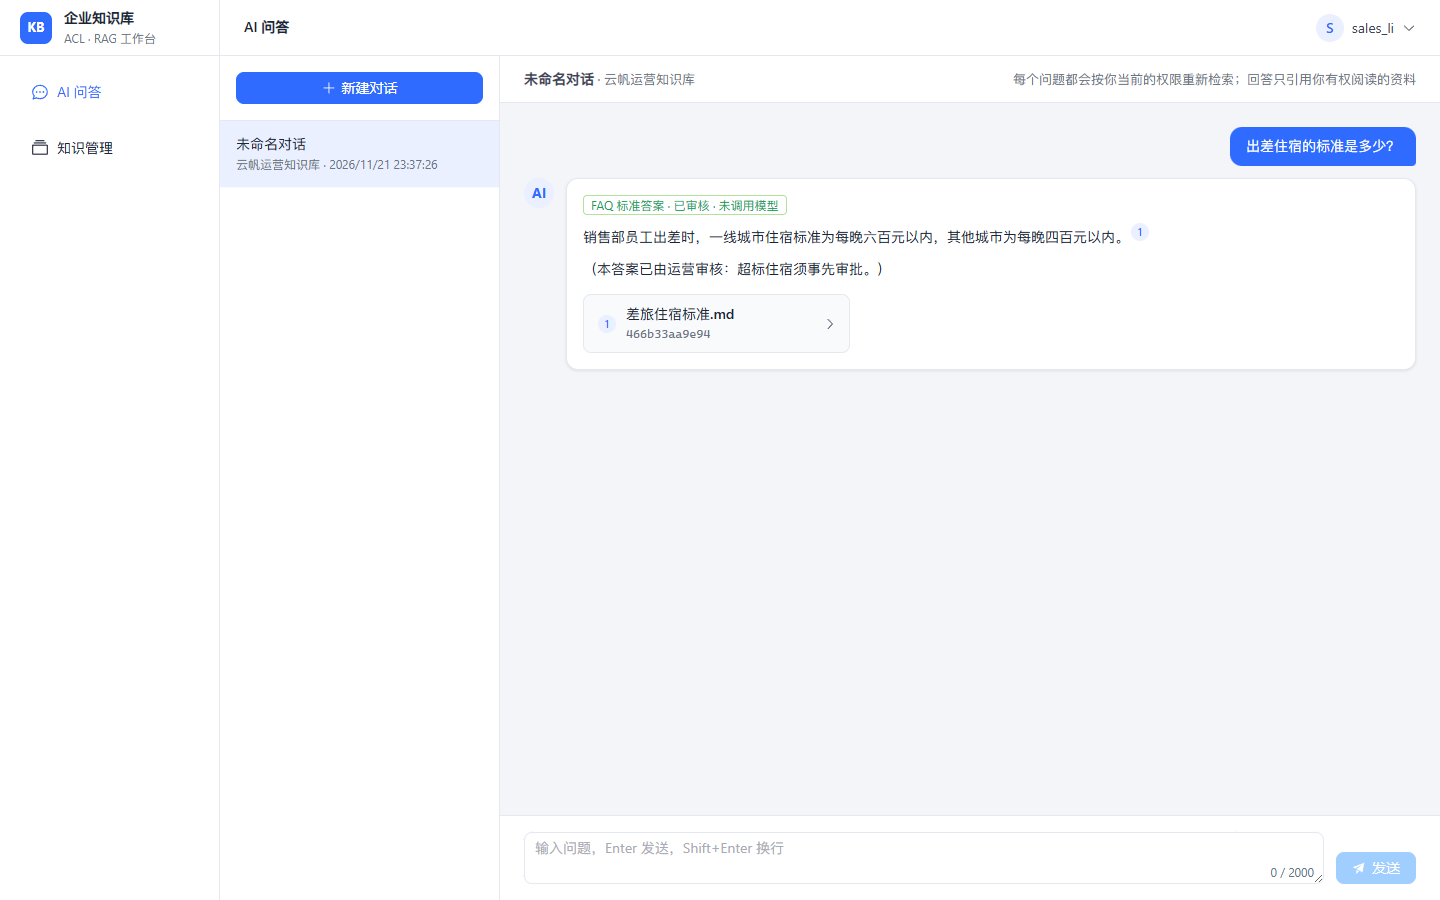 KB
企业知识库
ACL · RAG 工作台
AI 问答
知识管理
AI 问答
S
sales_li
新建对话
未命名对话
云帆运营知识库 · 2026/11/21 23:37:26
未命名对话 · 云帆运营知识库
每个问题都会按你当前的权限重新检索；回答只引用你有权阅读的资料
出差住宿的标准是多少？
AI
FAQ 标准答案 · 已审核 · 未调用模型
销售部员工出差时，一线城市住宿标准为每晚六百元以内，其他城市为每晚四百元以内。 1
（本答案已由运营审核：超标住宿须事先审批。）
1
差旅住宿标准.md
466b33aa9e94
输入问题，Enter 发送，Shift+Enter 换行
0 / 2000
发送